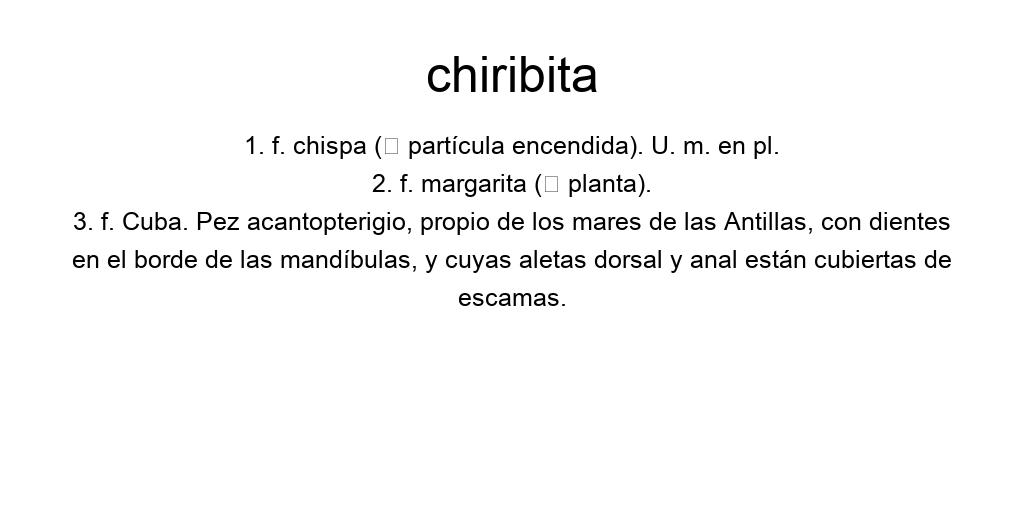 chiribita
1. f. chispa (□ partícula encendida). U. m. en pl.
2. f. margarita (□ planta).
3. f. Cuba. Pez acantopterigio, propio de los mares de las Antillas, con dientes
en el borde de las mandíbulas, y cuyas aletas dorsal y anal están cubiertas de
escamas.